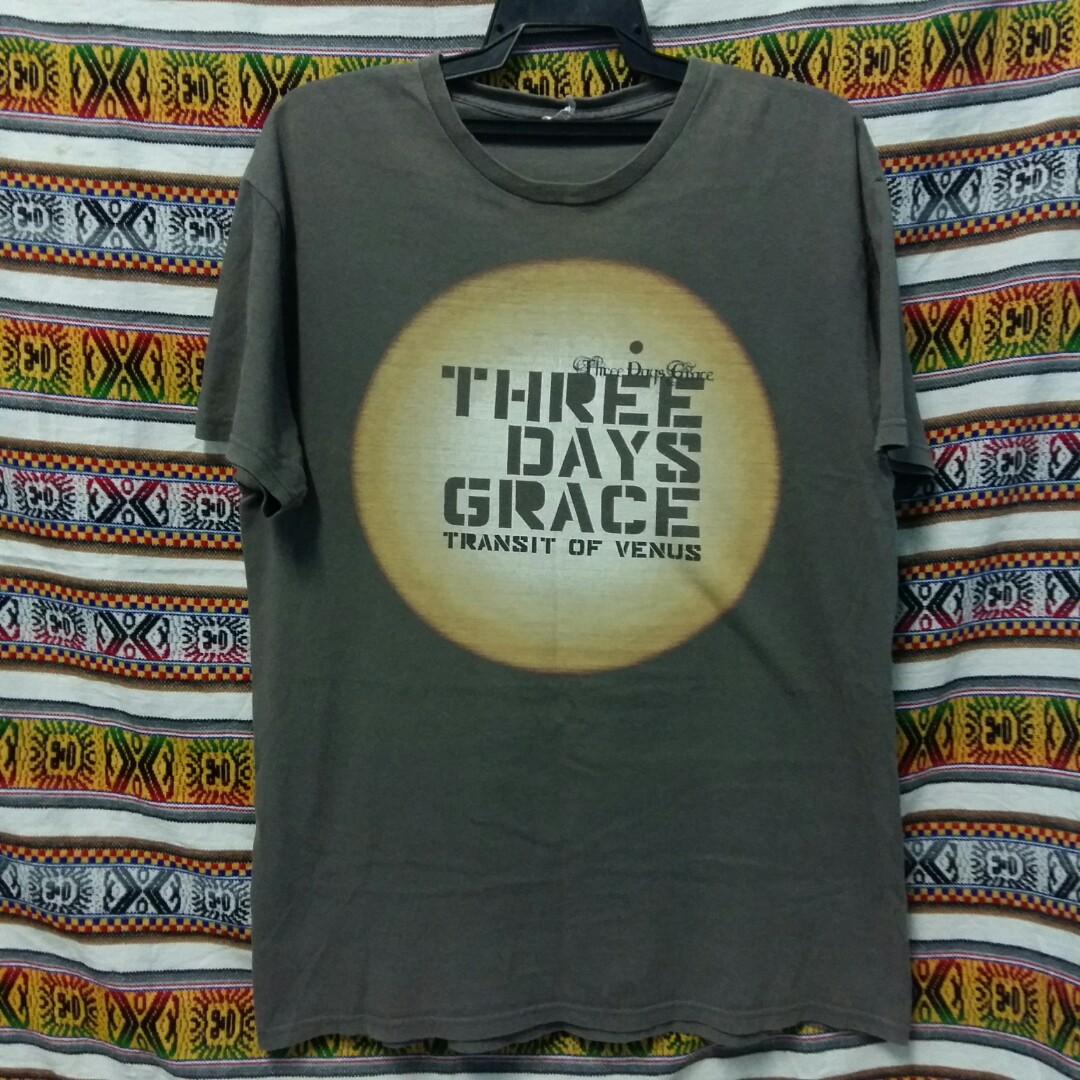 Three Days Grace
THREE
DAYS
GRACE
TRANSIT OF VENUS